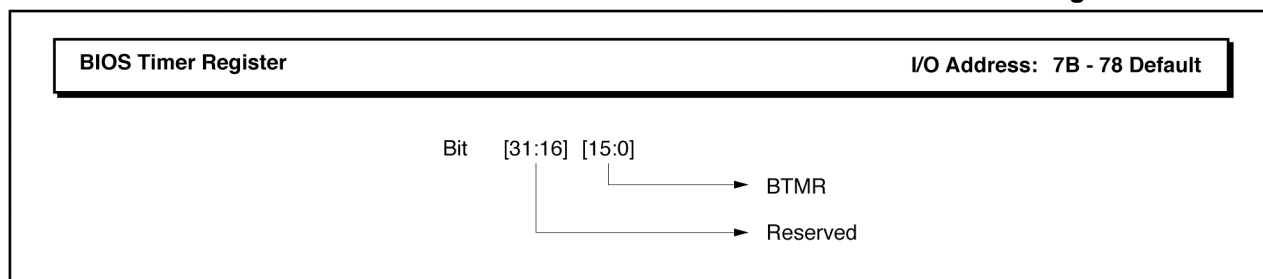 BIOS Timer Register I/O Address: 7B - 78 Default
Bit [31:16] [15:0]
BTMR
Reserved